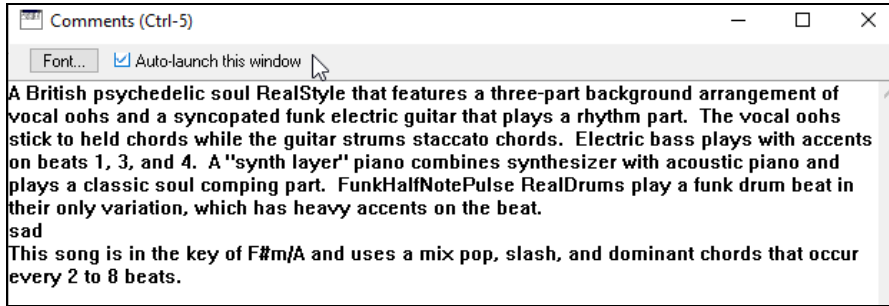 Comments (Ctrl-5)
Font... Auto-launch this window
A British psychedelic soul RealStyle that features a three-part background arrangement of
vocal oohs and a syncopated funk electric guitar that plays a rhythm part. The vocal oohs
stick to held chords while the guitar strums staccato chords. Electric bass plays with accents
on beats 1, 3, and 4. A "synth layer" piano combines synthesizer with acoustic piano and
plays a classic soul comping part. FunkHalfNotePulse RealDrums play a funk drum beat in
their only variation, which has heavy accents on the beat.
sad
This song is in the key of F#m/A and uses a mix pop, slash, and dominant chords that occur
every 2 to 8 beats.